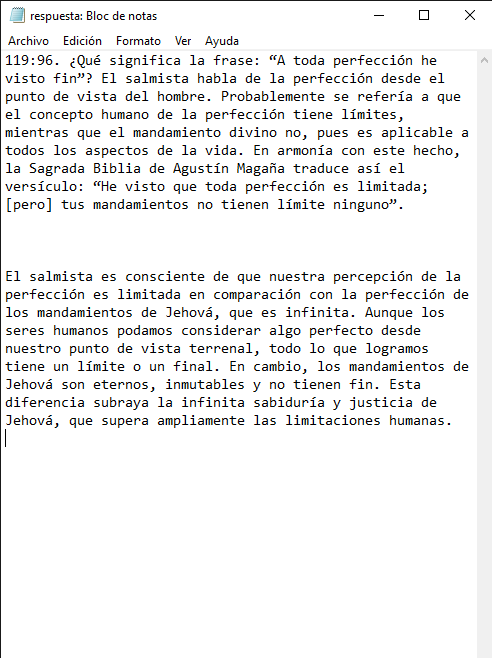 respuesta: Bloc de notas
Archivo Edición Formato Ver Ayuda
119:96. ¿Qué significa la frase: “A toda perfección he
visto fin”? El salmista habla de la perfección desde el
punto de vista del hombre. Probablemente se refería a que
el concepto humano de la perfección tiene límites,
mientras que el mandamiento divino no, pues es aplicable a
todos los aspectos de la vida. En armonía con este hecho,
la Sagrada Biblia de Agustín Magaña traduce así el
versículo: “He visto que toda perfección es limitada;
[pero] tus mandamientos no tienen límite ninguno”.
El salmista es consciente de que nuestra percepción de la
perfección es limitada en comparación con la perfección de
los mandamientos de Jehová, que es infinita. Aunque los
seres humanos podamos considerar algo perfecto desde
nuestro punto de vista terrenal, todo lo que logramos
tiene un límite o un final. En cambio, los mandamientos de
Jehová son eternos, inmutables y no tienen fin. Esta
diferencia subraya la infinita sabiduría y justicia de
Jehová, que supera ampliamente las limitaciones humanas.